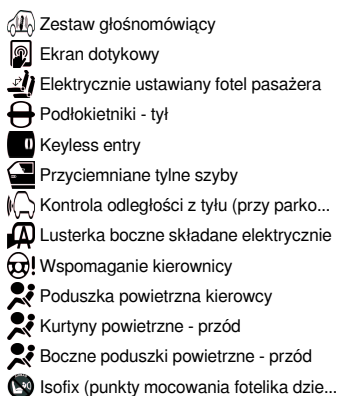 Zestaw głośnomówiący
Ekran dotykowy
Elektrycznie ustawiany fotel pasażera
Podłokietniki - tył
Keyless entry
Przyciemniane tylne szyby
Kontrola odległości z tyłu (przy parko...
Lusterka boczne składane elektrycznie
Wspomaganie kierownicy
Poduszka powietrzna kierowcy
Kurtyny powietrzne - przód
Boczne poduszki powietrzne - przód
Isofix (punkty mocowania fotelika dzie...